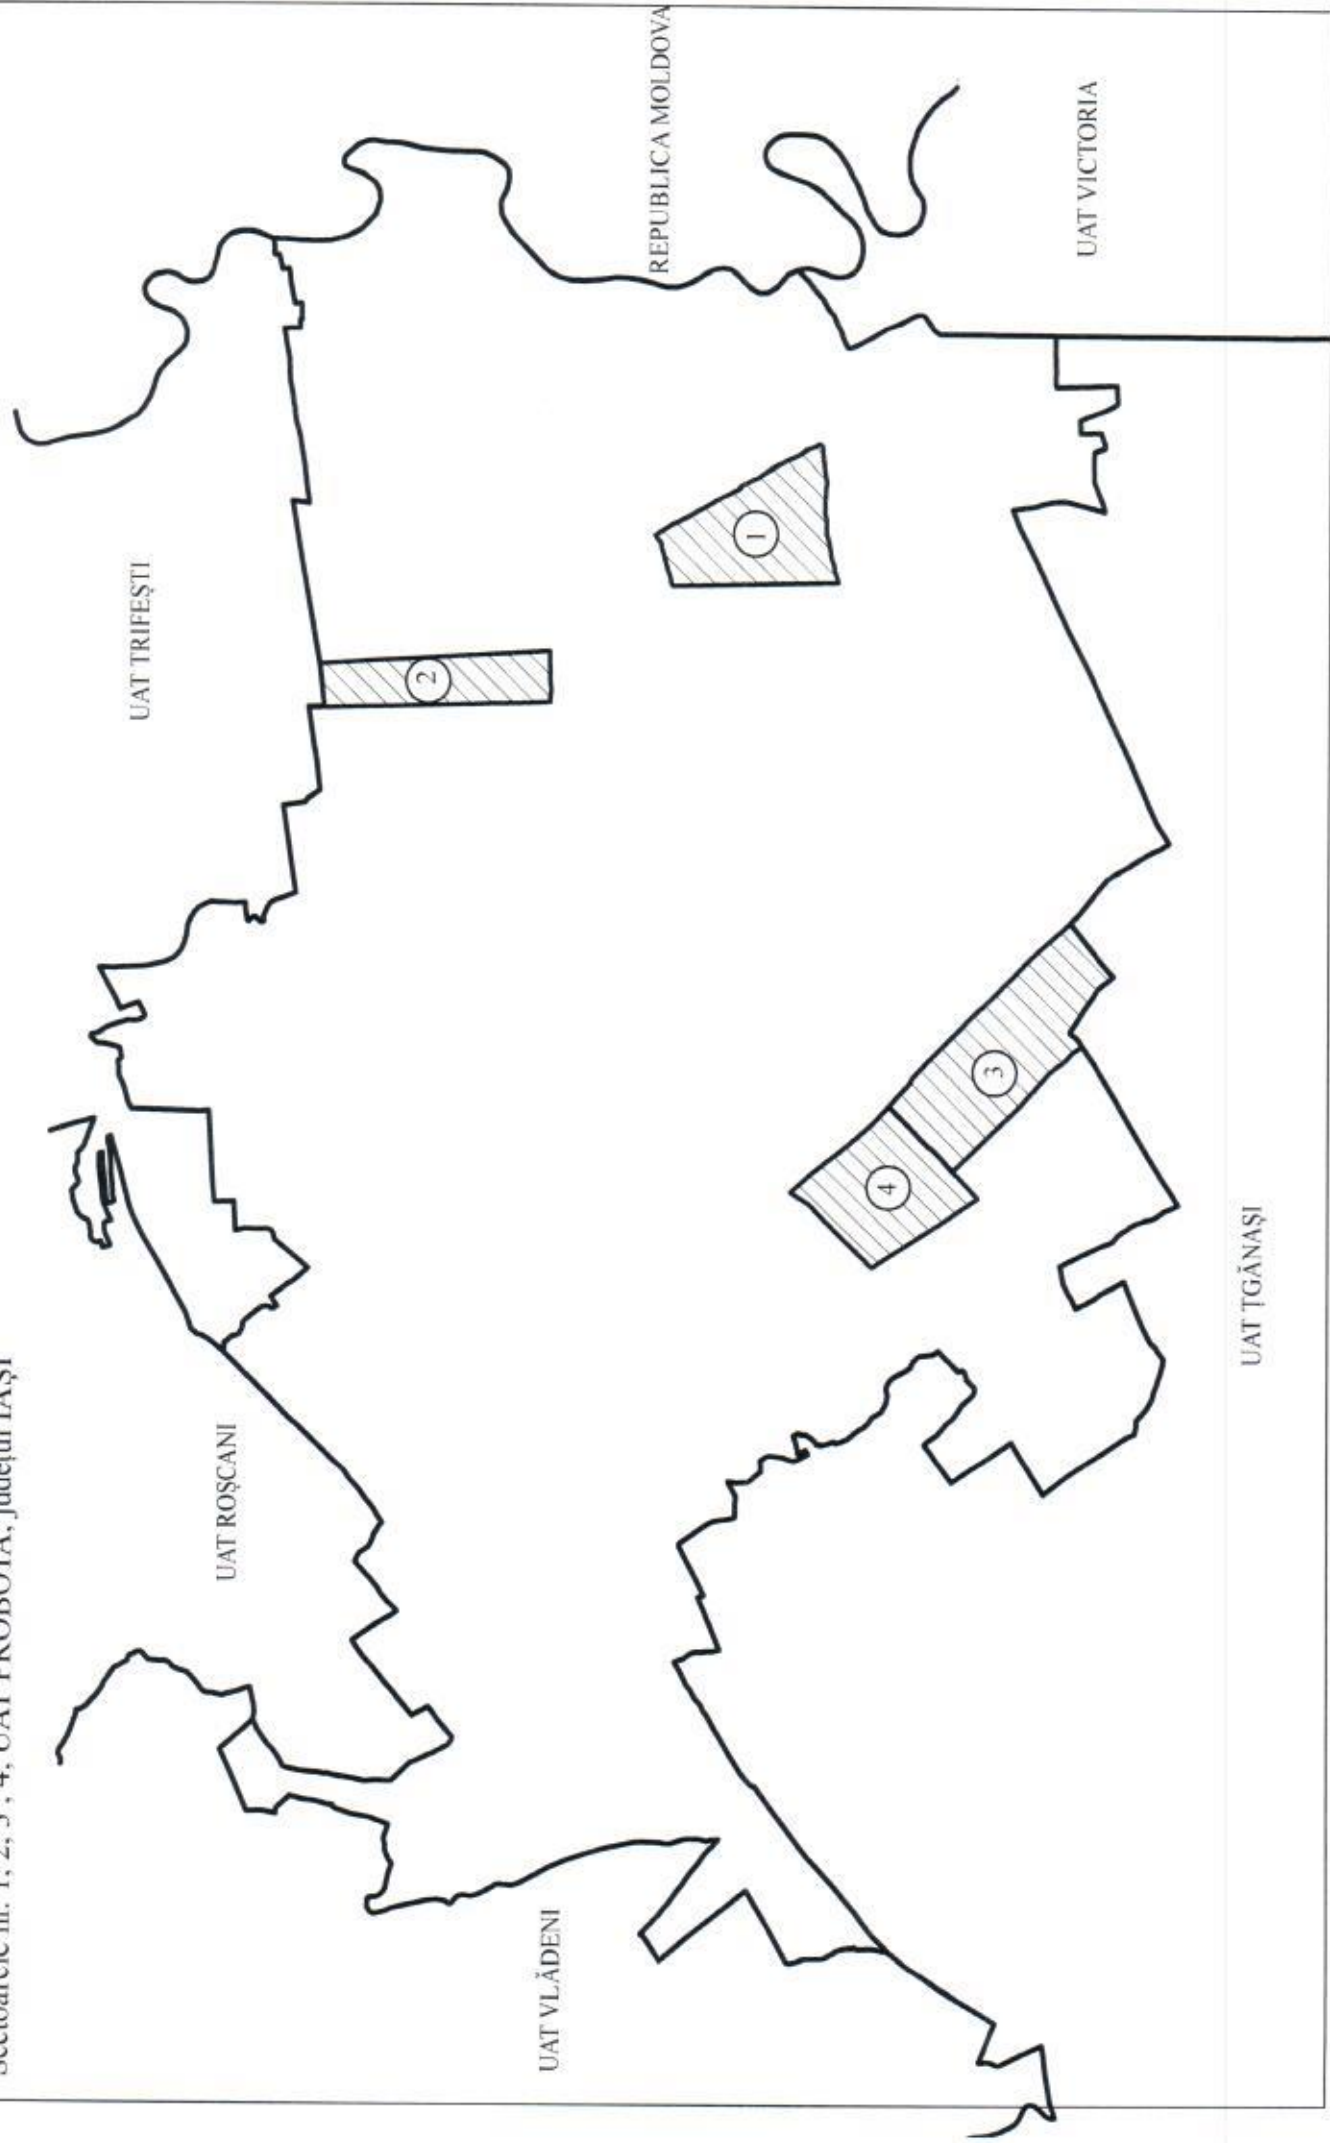 Sectoarele nr. 1, 2, 3 , 4, UAT PROBOTA, județul IAȘI
UAT TRIFEȘTI
UAT ROȘCANI
2
UAT VLĂDENI
REPUBLICA MOLDOVA
1
4
3
UAT VICTORIA
UAT ȚGĂNAȘI